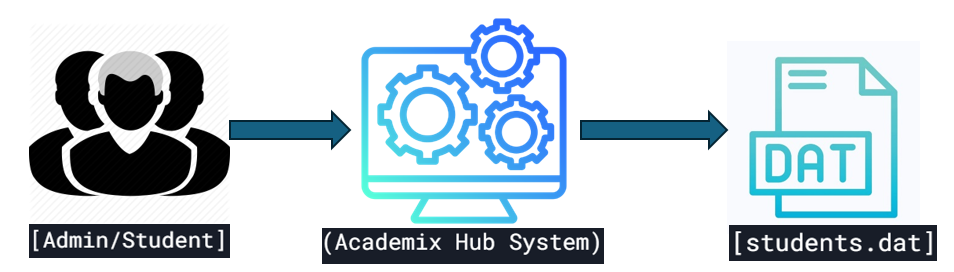 DAT
[Admin/Student]
(Academix Hub System)
[students.dat]